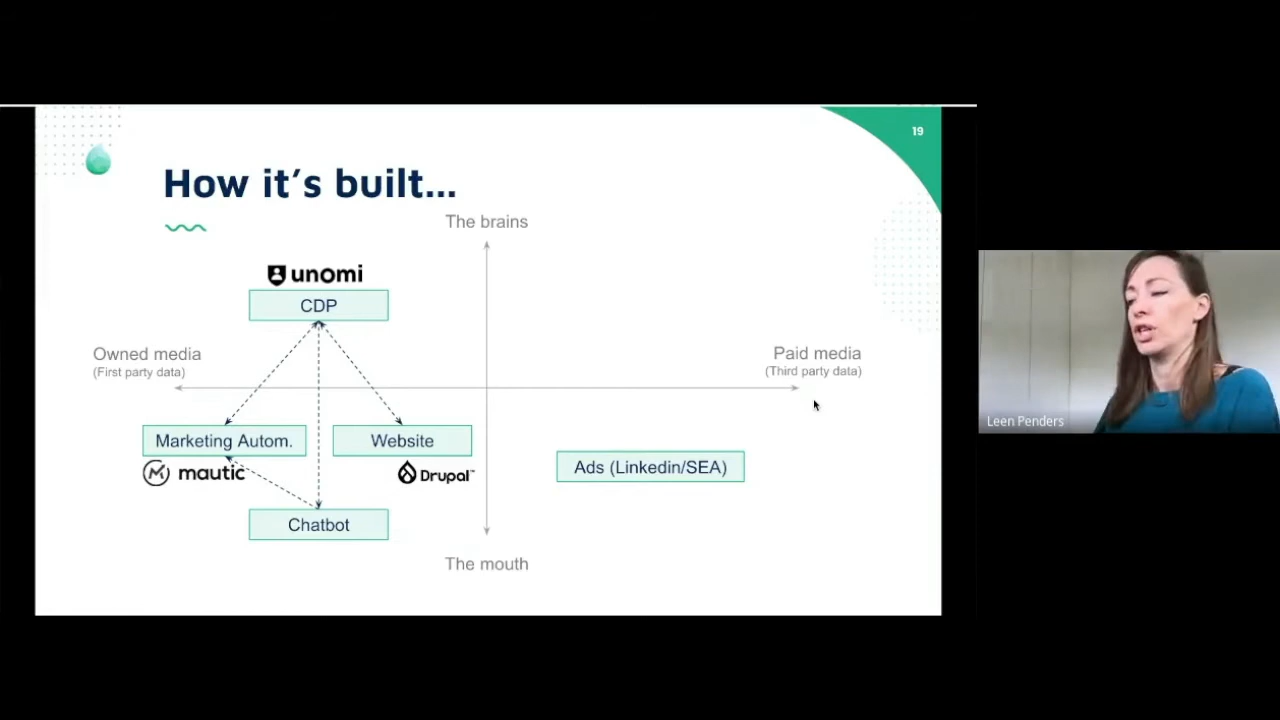 19
How it's built...
The brains
unomi
CDP
Owned media
(First party data)
Paid media
(Third party data)
Marketing Autom.
Website
mautic
Drupal™
Ads (Linkedin/SEA)
Chatbot
The mouth
Leen Penders